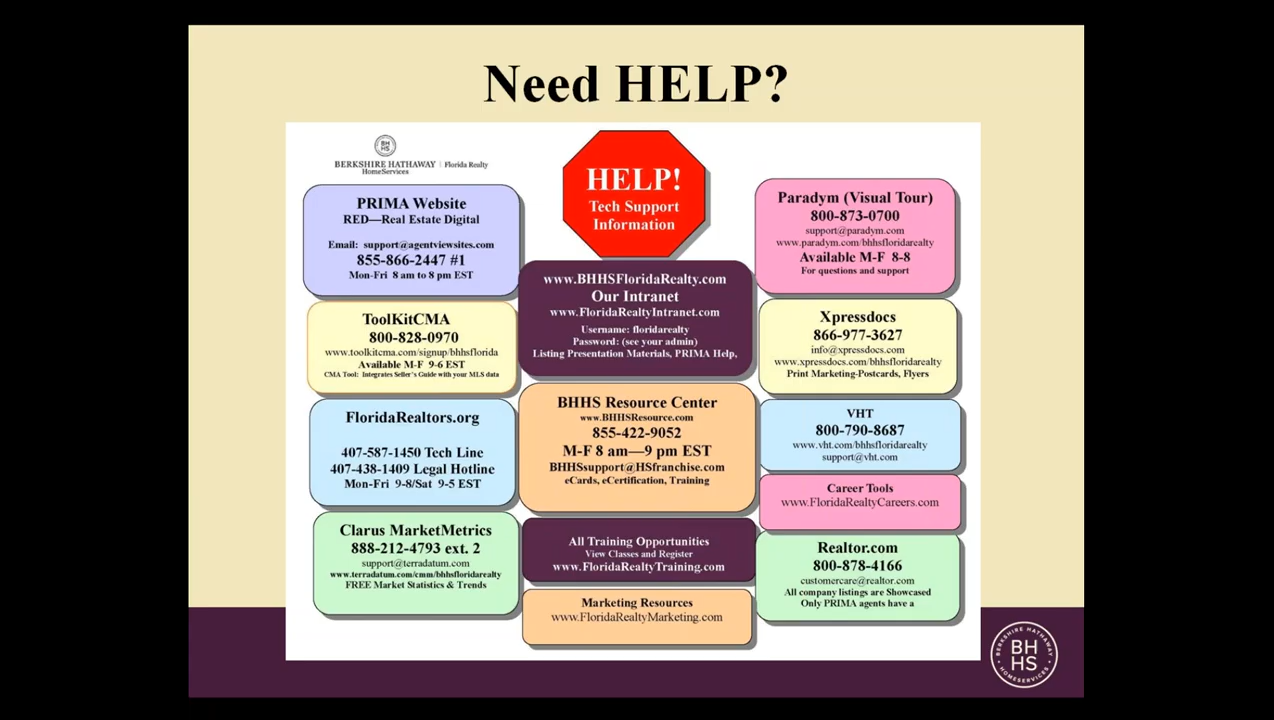 Need HELP?
BH
HS
BERKSHIRE HATHAWAY | Florida Realty
HomeServices
HELP!
Tech Support
Information
PRIMA Website
RED—Real Estate Digital
Email: support@agentviewsites.com
855-866-2447 #1
Mon-Fri 8 am to 8 pm EST
ToolKitCMA
800-828-0970
www.toolkitcma.com/signup/bhhsflorida
Available M-F 9-6 EST
CMA Tool: Integrates Seller's Guide with your MLS data
FloridaRealtors.org
407-587-1450 Tech Line
407-438-1409 Legal Hotline
Mon-Fri 9-8/Sat 9-5 EST
Clarus MarketMetrics
888-212-4793 ext. 2
support@terradatum.com
www.terradatum.com/cmm/bhhsfloridarealty
FREE Market Statistics & Trends
www.BHHSFloridaRealty.com
Our Intranet
www.FloridaRealtyIntranet.com
Username: floridarealty
Password: (see your admin)
Listing Presentation Materials, PRIMA Help,
BHHS Resource Center
www.BHHSResource.com
855-422-9052
M-F 8 am—9 pm EST
BHHSsupport@HSfranchise.com
eCards, eCertification, Training
All Training Opportunities
View Classes and Register
www.FloridaRealtyTraining.com
Marketing Resources
www.FloridaRealtyMarketing.com
Paradym (Visual Tour)
800-873-0700
support@paradym.com
www.paradym.com/bhhsfloridarealty
Available M-F 8-8
For questions and support
Xpressdocs
866-977-3627
info@xpressdocs.com
www.xpressdocs.com/bhhsfloridarealty
Print Marketing-Postcards, Flyers
VHT
800-790-8687
www.vht.com/bhhsfloridarealty
support@vht.com
Career Tools
www.FloridaRealtyCareers.com
Realtor.com
800-878-4166
customercare@realtor.com
All company listings are Showcased
Only PRIMA agents have a
BERKSHIRE HATHAWAY
BH
HS
HOMESERVICES